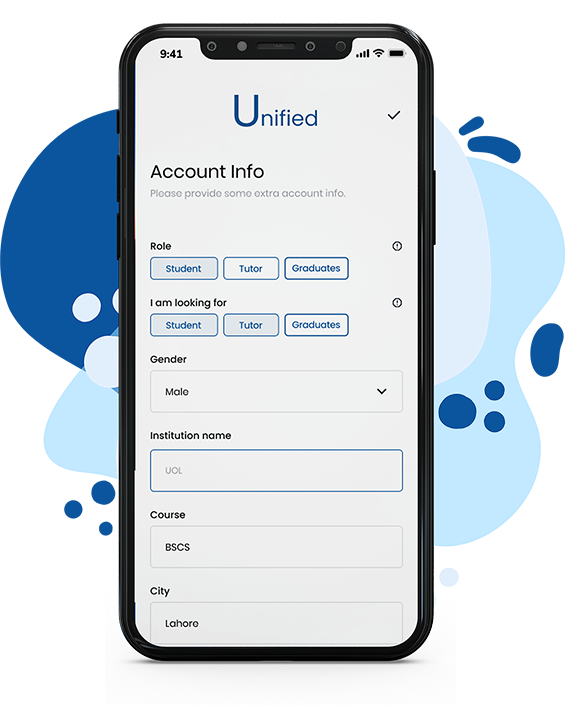 9:41
Unified
Account Info
Please provide some extra account info.
Role
Student Tutor Graduates
I am looking for
Student Tutor Graduates
Gender
Male
Institution name
UOL
Course
BSCS
City
Lahore